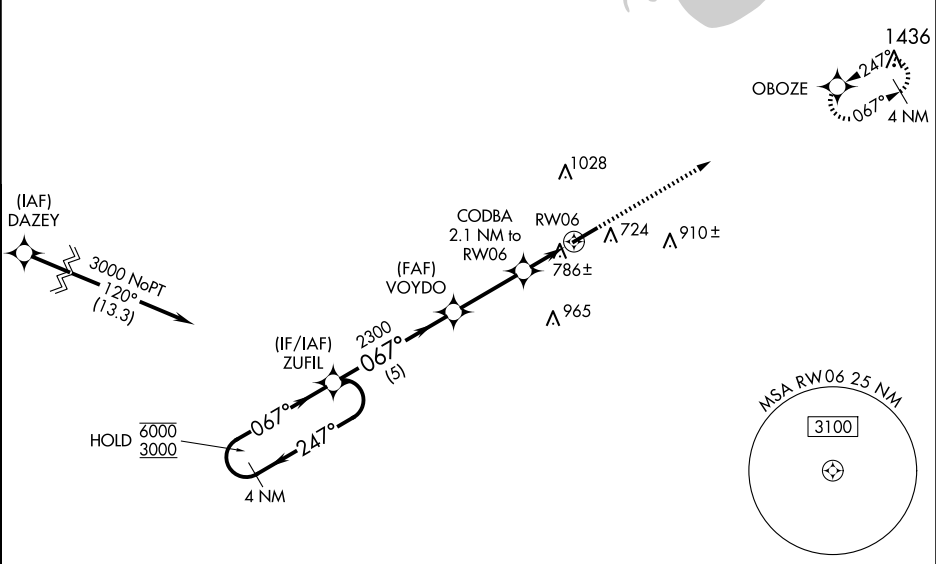 1436
247°
OBOZE
067°
4 NM
1028
(IAF)
DAZEY
CODBA
2.1 NM to
RW06
RW06
724
910±
3000 NoPT
120°
(13.3)
(FAF)
VOYDO
786±
965
(IF/IAF)
ZUFIL
2300
067°
(5)
067°
247°
HOLD 6000
3000
4 NM
MSA RW06 25 NM
3100